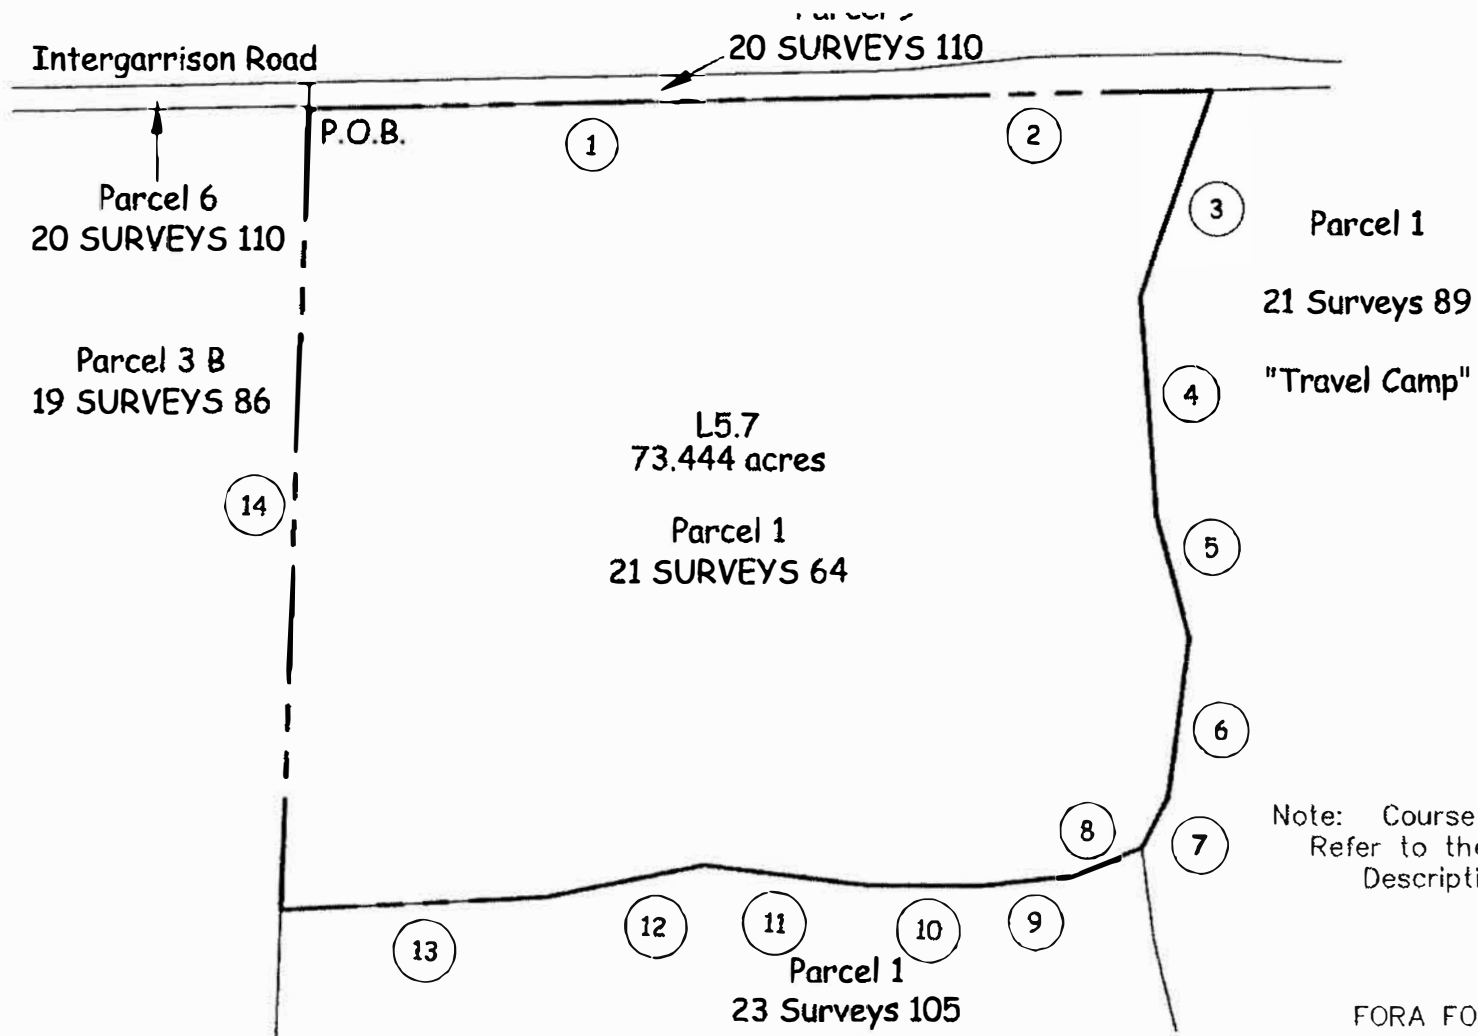 Intergarrison Road
20 SURVEYS 110
P.O.B.
1
2
3
Parcel 6
20 SURVEYS 110
Parcel 1
21 Surveys 89
"Travel Camp"
Parcel 3 B
19 SURVEYS 86
4
L5.7
73.444 acres
14
Parcel 1
21 SURVEYS 64
5
6
8
7
Note: Course
Refer to the
Descripti
13
12
11
10
9
Parcel 1
23 Surveys 105
FORA FO